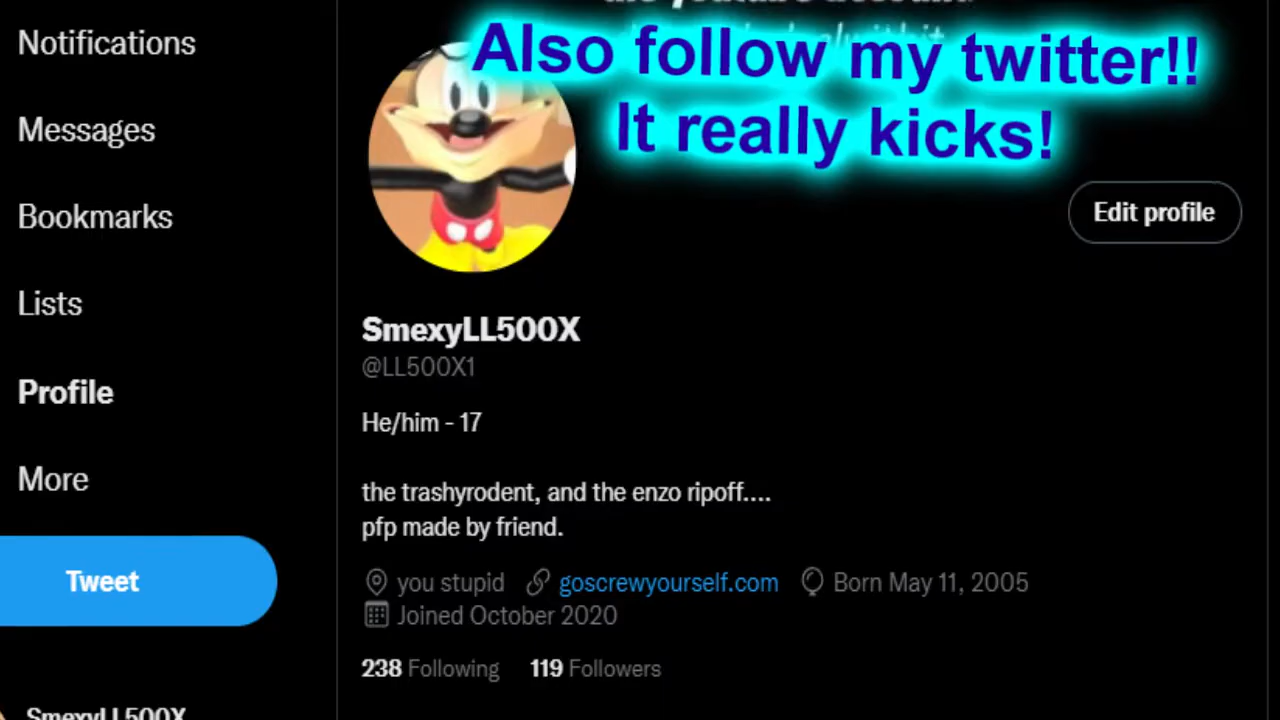 Notifications
Messages
Bookmarks
Lists
Profile
More
Tweet
SmexyLL500X
Also follow my twitter!!
It really kicks!
Edit profile
SmexyLL500X
@LL500X1
He/him - 17
the trashyrodent, and the enzo ripoff....
pfp made by friend.
you stupid goscrewyourself.com Born May 11, 2005
Joined October 2020
238 Following 119 Followers